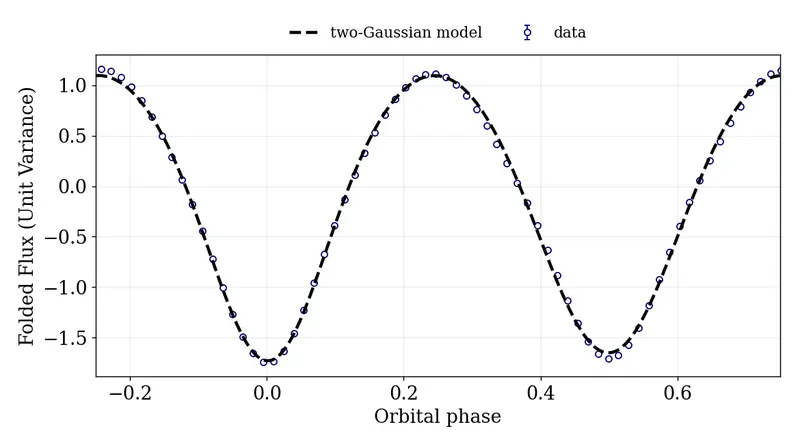 two-Gaussian model
data
Folded Flux (Unit Variance)
1.0
0.5
0.0
−0.5
−1.0
−1.5
−0.2
0.0
0.2
0.4
0.6
Orbital phase